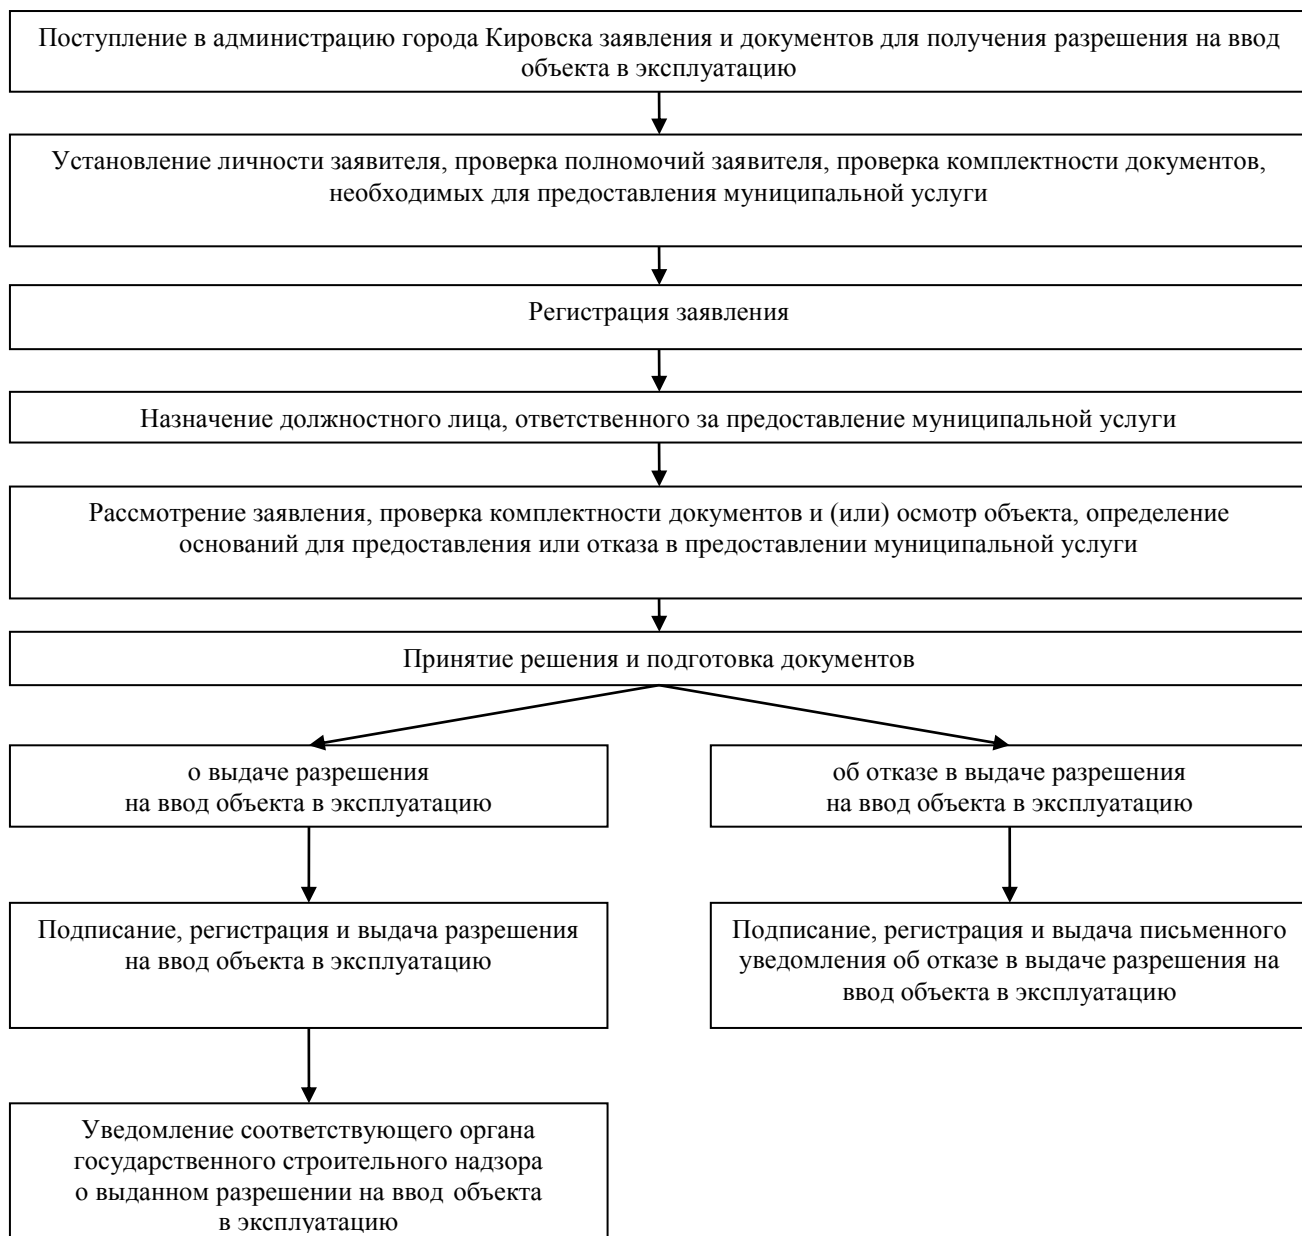 Поступление в администрацию города Кировска заявления и документов для получения разрешения на ввод
объекта в эксплуатацию
Установление личности заявителя, проверка полномочий заявителя, проверка комплектности документов,
необходимых для предоставления муниципальной услуги
Регистрация заявления
Назначение должностного лица, ответственного за предоставление муниципальной услуги
Рассмотрение заявления, проверка комплектности документов и (или) осмотр объекта, определение
оснований для предоставления или отказа в предоставлении муниципальной услуги
Принятие решения и подготовка документов
о выдаче разрешения
на ввод объекта в эксплуатацию
об отказе в выдаче разрешения
на ввод объекта в эксплуатацию
Подписание, регистрация и выдача разрешения
на ввод объекта в эксплуатацию
Подписание, регистрация и выдача письменного
уведомления об отказе в выдаче разрешения на
ввод объекта в эксплуатацию
Уведомление соответствующего органа
государственного строительного надзора
о выданном разрешении на ввод объекта
в эксплуатацию